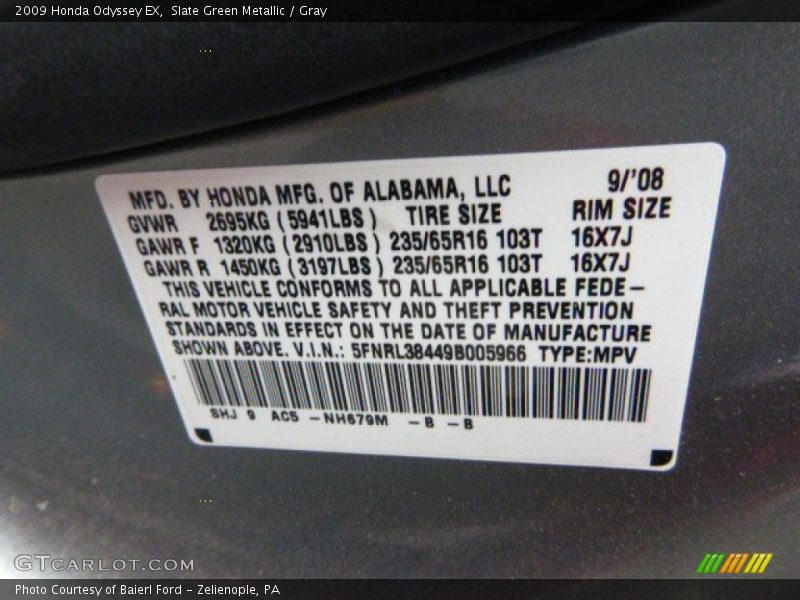 2009 Honda Odyssey EX, Slate Green Metallic / Gray
MFD. BY HONDA MFG. OF ALABAMA, LLC 9/'08
GVWR 2695KG ( 5941LBS ) TIRE SIZE RIM SIZE
GAWR F 1320KG ( 2910LBS ) 235/65R16 103T 16X7J
GAWR R 1450KG ( 3197LBS ) 235/65R16 103T 16X7J
THIS VEHICLE CONFORMS TO ALL APPLICABLE FEDE-
RAL MOTOR VEHICLE SAFETY AND THEFT PREVENTION
STANDARDS IN EFFECT ON THE DATE OF MANUFACTURE
SHOWN ABOVE. V.I.N.: 5FNRL38449B005966 TYPE:MPV
SHJ 9 AC5 -NH679M -B -B
GTCARLOT.COM
Photo Courtesy of Baierl Ford - Zelienople, PA